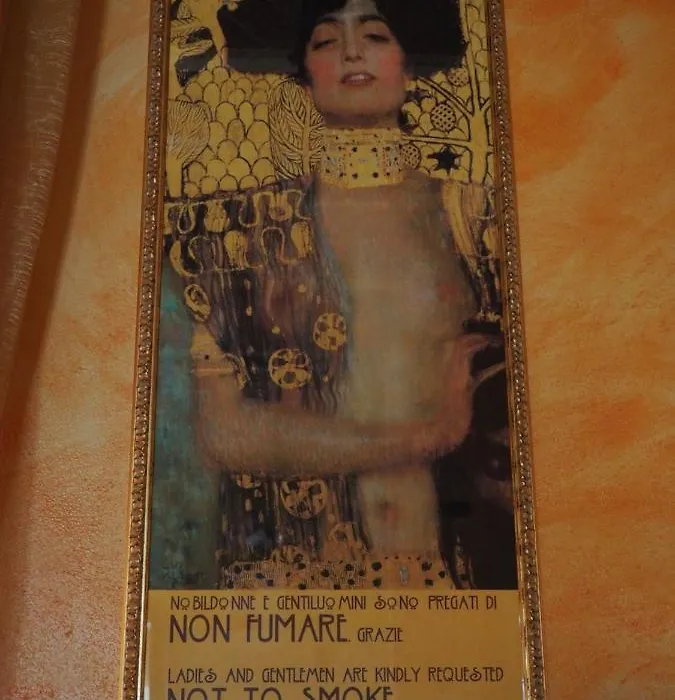 NOBILDONNE E GENTILUOMINI SONO PREGATI DI
NON FUMARE. GRAZIE
LADIES AND GENTLEMEN ARE KINDLY REQUESTED
NOT TO SMOKE